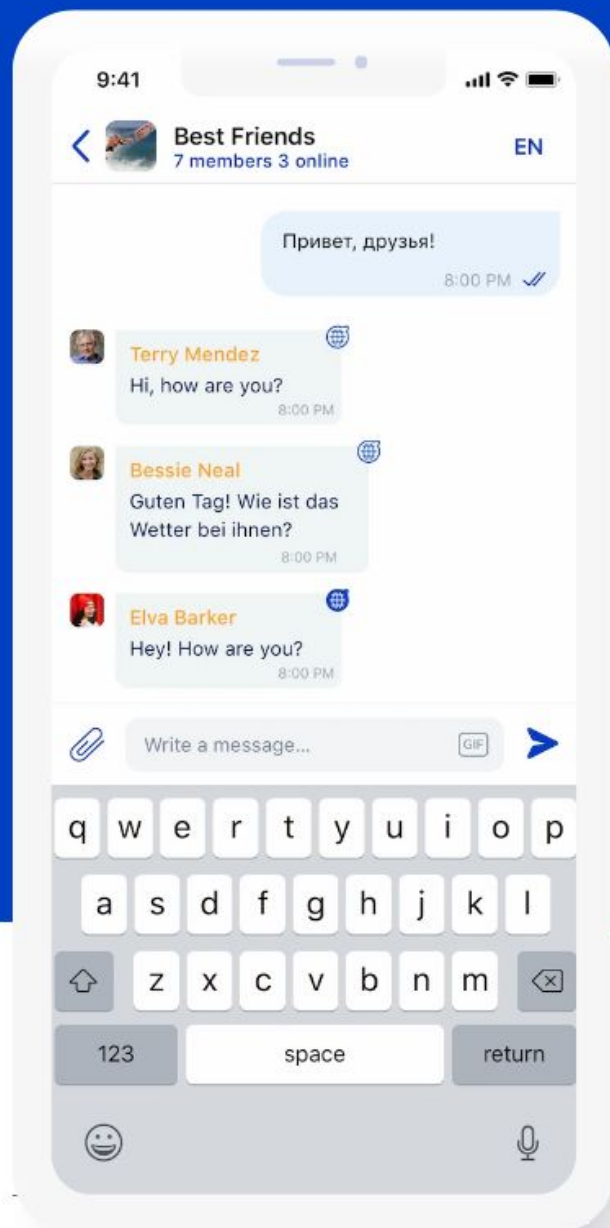 9:41
Best Friends
EN
7 members 3 online
Привет, друзья!
8:00 PM
Terry Mendez
Hi, how are you?
8:00 PM
Bessie Neal
Guten Tag! Wie ist das
Wetter bei ihnen?
8:00 PM
Elva Barker
Hey! How are you?
8:00 PM
Write a message...
GIF
q w e r t y u i o p
a s d f g h j k l
z x c v b n m
123 space return